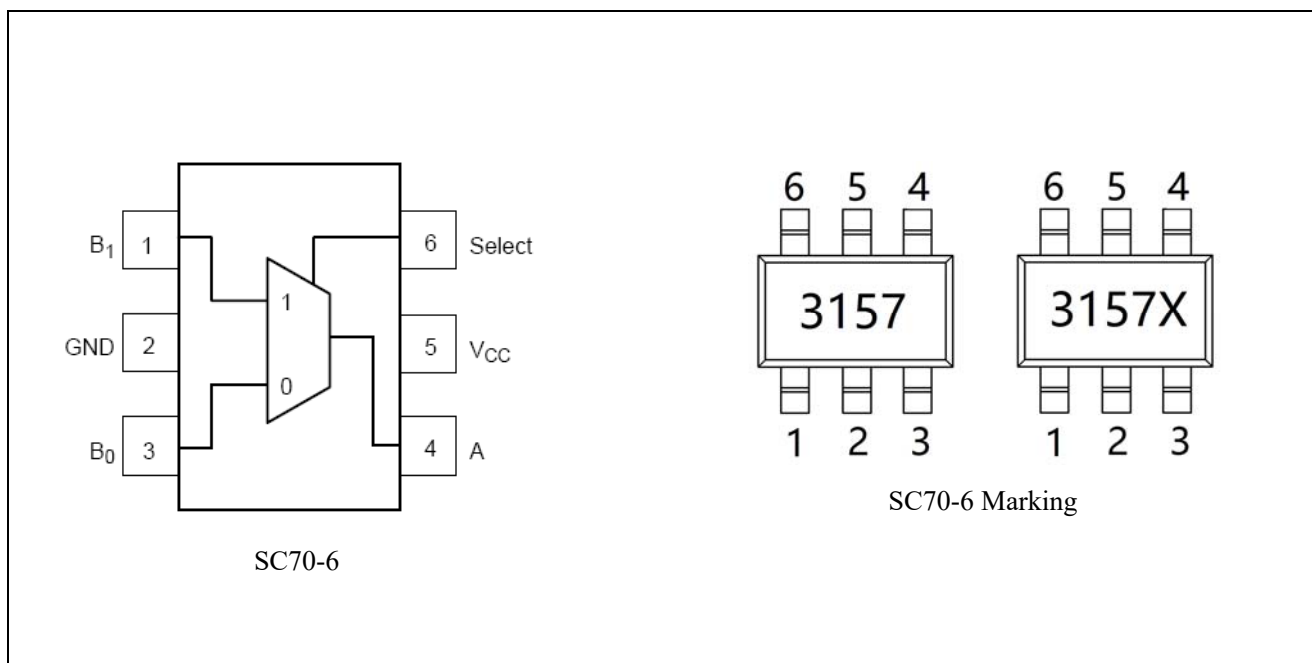 B₁ 1 1 6 Select
GND 2 5 VCC
B₀ 3 0 4 A
SC70-6
6 5 4
3157
1 2 3
6 5 4
3157X
1 2 3
SC70-6 Marking